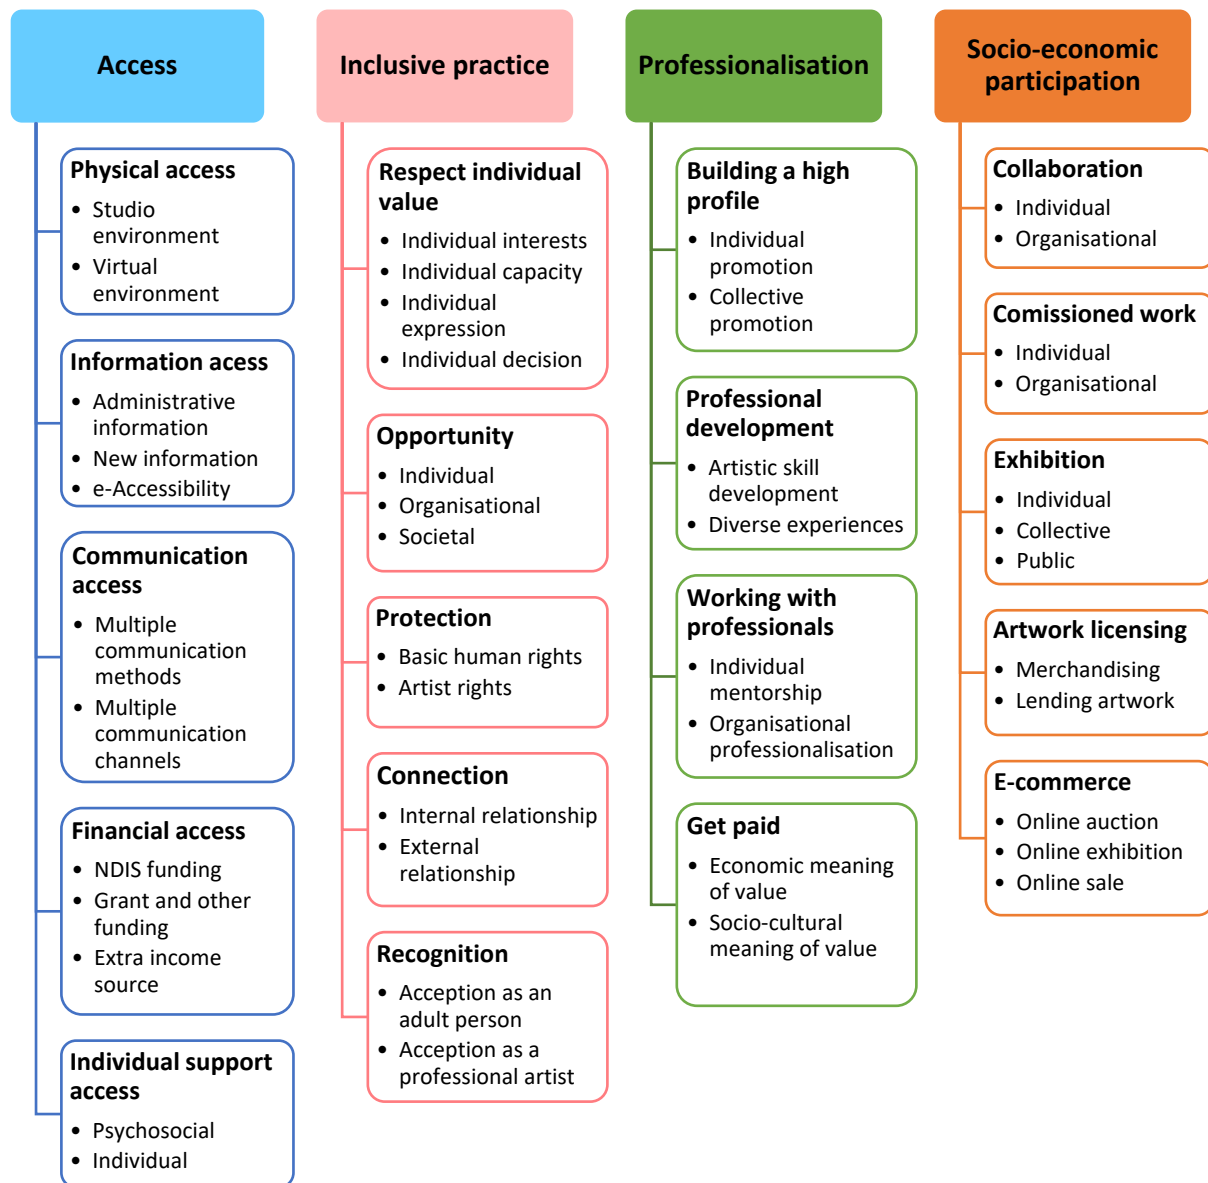 Access
Physical access
• Studio
environment
• Virtual
environment
Information acess
• Administrative
information
• New information
• e-Accessibility
Communication
access
• Multiple
communication
methods
• Multiple
communication
channels
Financial access
• NDIS funding
• Grant and other
funding
• Extra income
source
Individual support
access
• Psychosocial
• Individual
Inclusive practice
Respect individual
value
• Individual interests
• Individual capacity
• Individual
expression
• Individual decision
Opportunity
• Individual
• Organisational
• Societal
Protection
• Basic human rights
• Artist rights
Connection
• Internal relationship
• External
relationship
Recognition
• Acception as an
adult person
• Acception as a
professional artist
Professionalisation
Building a high
profile
• Individual
promotion
• Collective
promotion
Professional
development
• Artistic skill
development
• Diverse experiences
Working with
professionals
• Individual
mentorship
• Organisational
professionalisation
Get paid
• Economic meaning
of value
• Socio-cultural
meaning of value
Socio-economic
participation
Collaboration
• Individual
• Organisational
Comissioned work
• Individual
• Organisational
Exhibition
• Individual
• Collective
• Public
Artwork licensing
• Merchandising
• Lending artwork
E-commerce
• Online auction
• Online exhibition
• Online sale